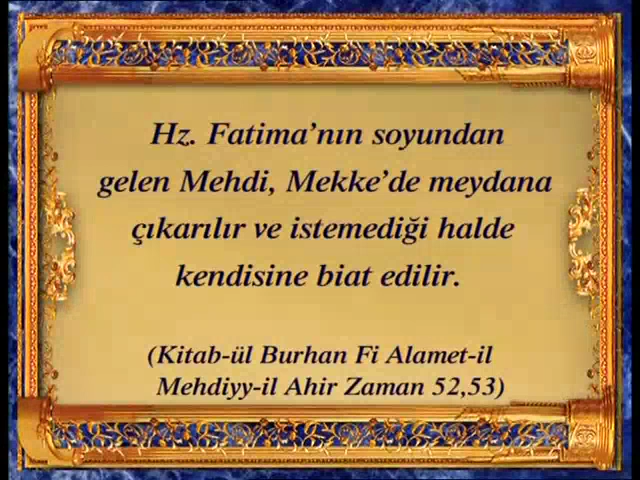 Hz. Fatima'nın soyundan
gelen Mehdi, Mekke'de meydana
çıkarılır ve istemediği halde
kendisine biat edilir.
(Kitab-ül Burhan Fi Alamet-il
Mehdiyy-il Ahir Zaman 52,53)